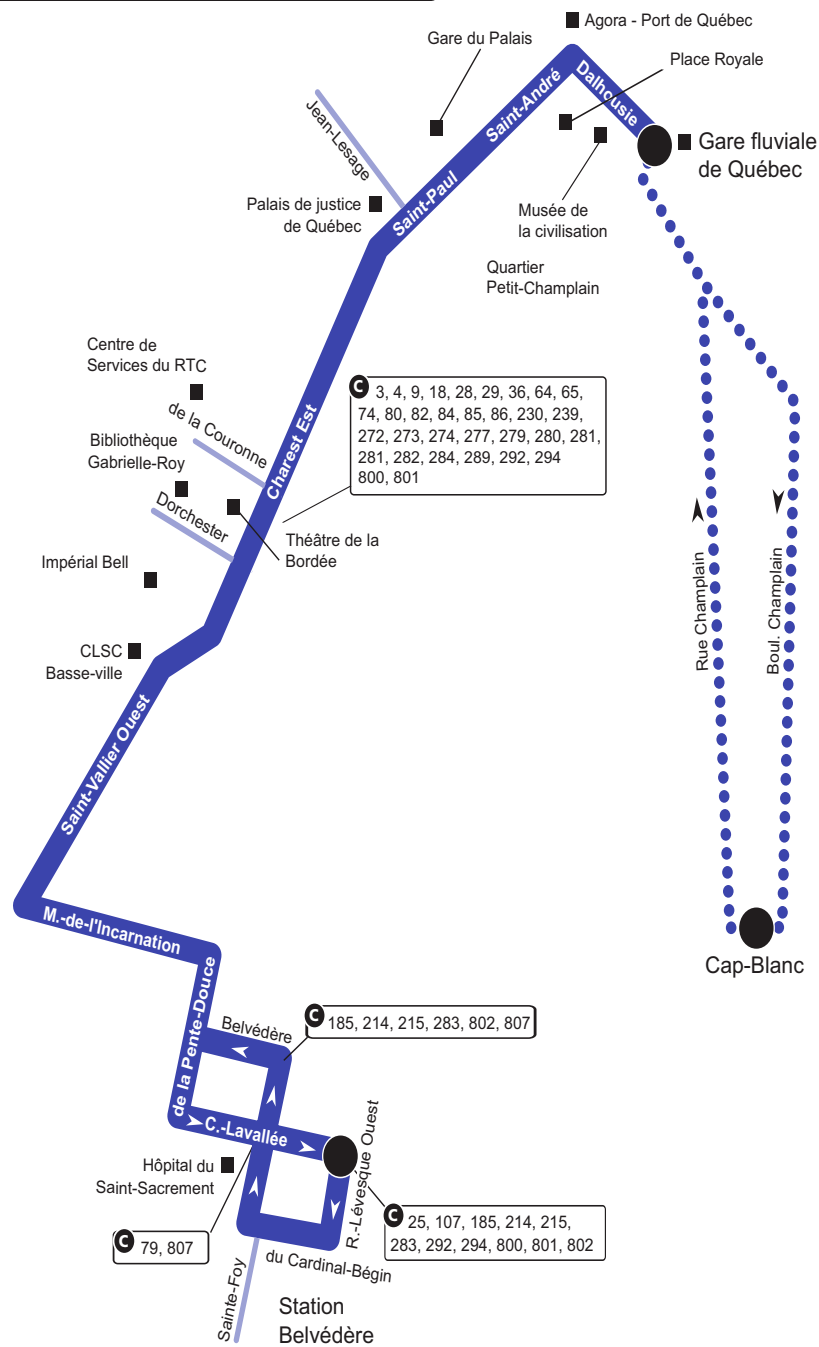 Agora - Port de Québec
Gare du Palais
Place Royale
Dalhousie
Saint-André
Jean-Lesage
Gare fluviale
de Québec
Saint-Paul
Palais de justice
de Québec
Musée de
la civilisation
Quartier
Petit-Champlain
Centre de
Services du RTC
C 3, 4, 9, 18, 28, 29, 36, 64, 65,
74, 80, 82, 84, 85, 86, 230, 239,
272, 273, 274, 277, 279, 280, 281,
281, 282, 284, 289, 292, 294
800, 801
de la Couronne
Charest Est
Bibliothèque
Gabrielle-Roy
Dorchester
Théâtre de la
Bordée
Impérial Bell
Rue Champlain
Boul. Champlain
CLSC
Basse-ville
Saint-Vallier Ouest
M.-de-l'Incarnation
Cap-Blanc
de la Pente-Douce
Belvédère
C 185, 214, 215, 283, 802, 807
C.-Lavallée
R.-Lévesque Ouest
Hôpital du
Saint-Sacrement
C 79, 807
C 25, 107, 185, 214, 215,
283, 292, 294, 800, 801, 802
du Cardinal-Bégin
Sainte-Foy
Station
Belvédère